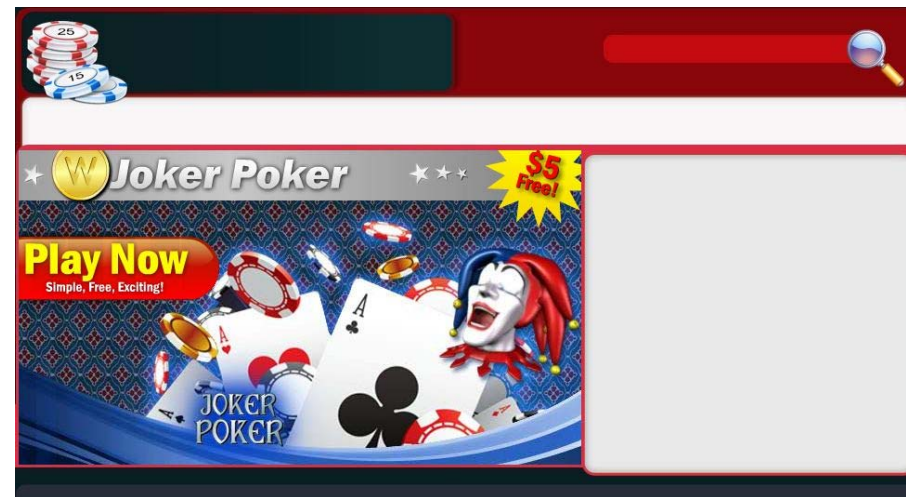 25
15
W Joker Poker
$5
Free!
Play Now
Simple, Free, Exciting!
A
A
A
A
JOKER
POKER